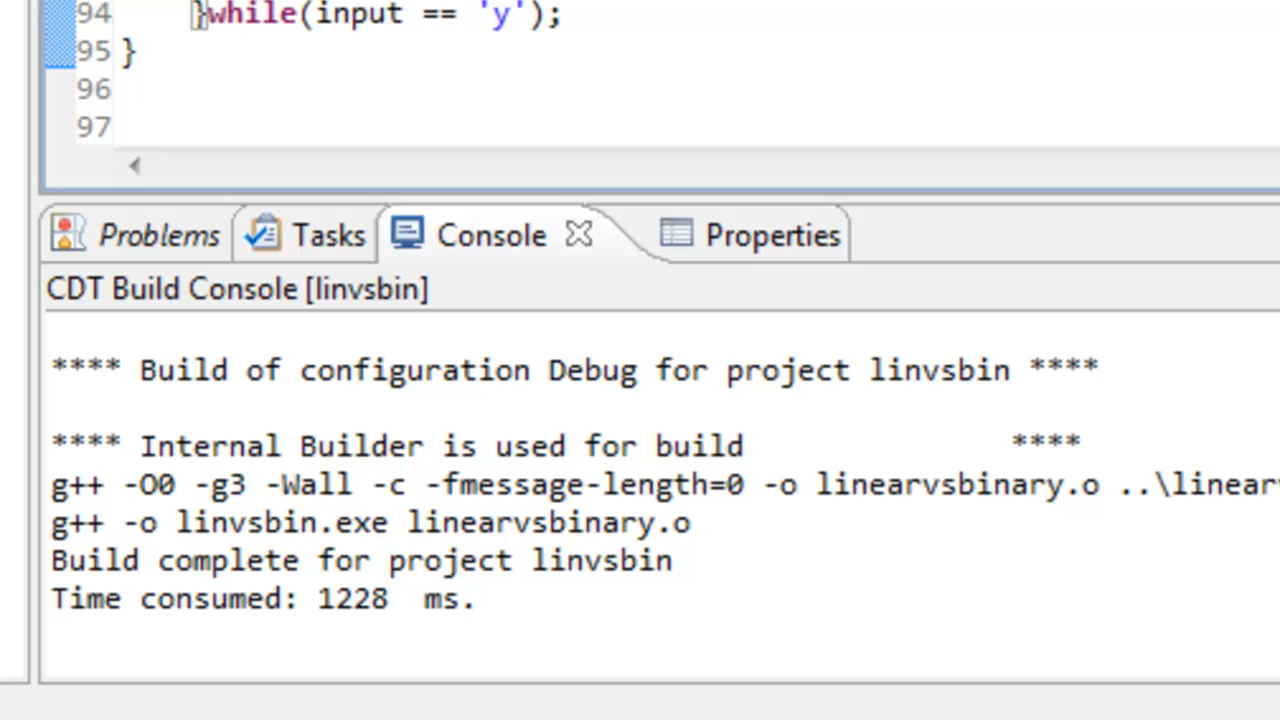 94 }while(input == 'y');
95 }
96
97
Problems Tasks Console Properties
CDT Build Console [linvsbin]
**** Build of configuration Debug for project linvsbin ****
**** Internal Builder is used for build ****
g++ -O0 -g3 -Wall -c -fmessage-length=0 -o linearvsbinary.o ..\linearv
g++ -o linvsbin.exe linearvsbinary.o
Build complete for project linvsbin
Time consumed: 1228 ms.